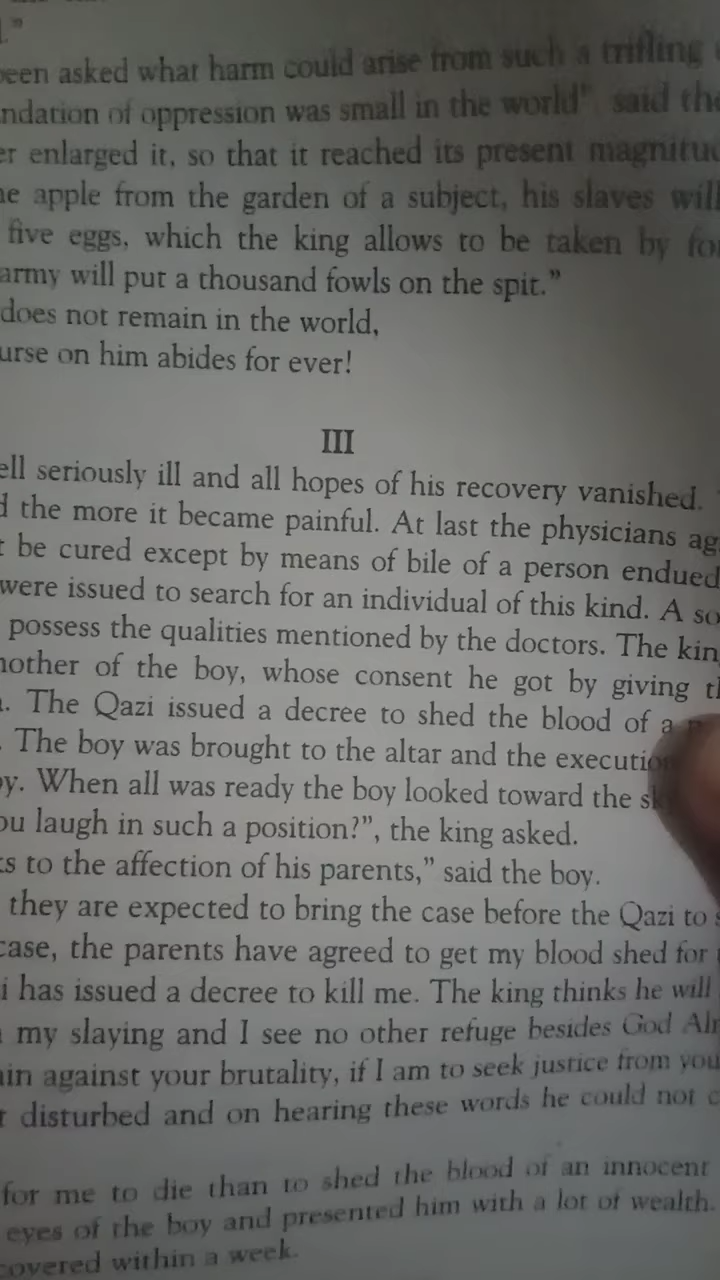 ."
been asked what harm could arise from such a trifling
ndation of oppression was small in the world" said the
er enlarged it, so that it reached its present magnitud
ne apple from the garden of a subject, his slaves will
five eggs, which the king allows to be taken by for
army will put a thousand fowls on the spit."
does not remain in the world,
urse on him abides for ever!
III
ell seriously ill and all hopes of his recovery vanished.
d the more it became painful. At last the physicians ag
t be cured except by means of bile of a person endued
were issued to search for an individual of this kind. A so
possess the qualities mentioned by the doctors. The kin
mother of the boy, whose consent he got by giving th
. The Qazi issued a decree to shed the blood of a
. The boy was brought to the altar and the executio
oy. When all was ready the boy looked toward the sk
ou laugh in such a position?", the king asked.
ks to the affection of his parents," said the boy.
they are expected to bring the case before the Qazi to s
case, the parents have agreed to get my blood shed for
i has issued a decree to kill me. The king thinks he will
my slaying and I see no other refuge besides God Alm
ain against your brutality, if I am to seek justice from you
t disturbed and on hearing these words he could not c
for me to die than to shed the blood of an innocent
eyes of the boy and presented him with a lot of wealth.
covered within a week.